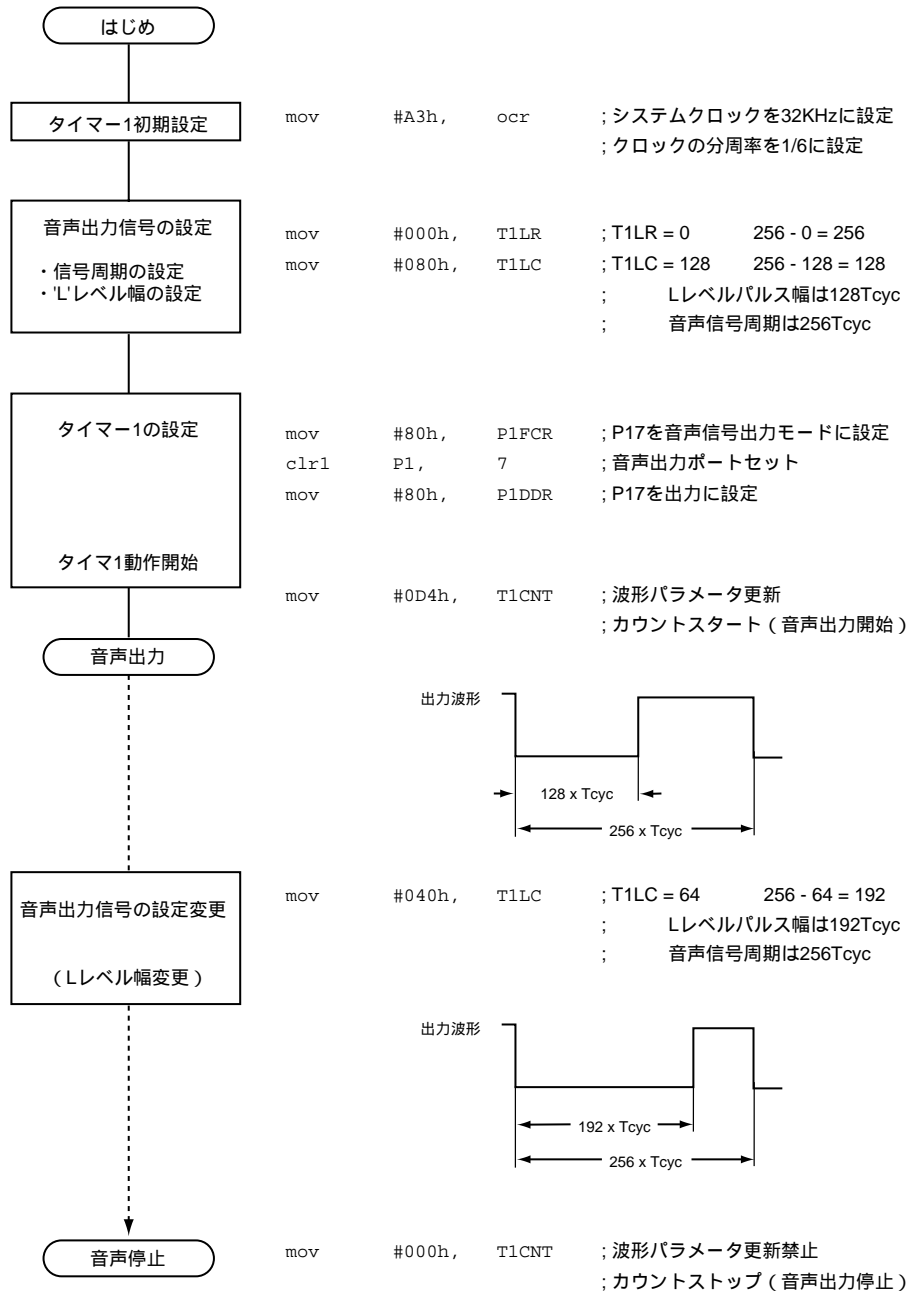 はじめ
タイマー1初期設定
mov #A3h, ocr ;システムクロックを32KHzに設定
;クロックの分周率を1/6に設定
音声出力信号の設定
・信号周期の設定
・'L'レベル幅の設定
mov #000h, T1LR ;T1LR = 0 256 - 0 = 256
mov #080h, T1LC ;T1LC = 128 256 - 128 = 128
; Lレベルパルス幅は128Tcyc
; 音声信号周期は256Tcyc
タイマー1の設定
mov #80h, P1FCR ;P17を音声信号出力モードに設定
clr1 P1, 7 ;音声出力ポートセット
mov #80h, P1DDR ;P17を出力に設定
タイマ1動作開始
mov #0D4h, T1CNT ;波形パラメータ更新
;カウントスタート(音声出力開始)
音声出力
出力波形
128 x Tcyc
256 x Tcyc
音声出力信号の設定変更
(Lレベル幅変更)
mov #040h, T1LC ;T1LC = 64 256 - 64 = 192
; Lレベルパルス幅は192Tcyc
; 音声信号周期は256Tcyc
出力波形
192 x Tcyc
256 x Tcyc
音声停止
mov #000h, T1CNT ;波形パラメータ更新禁止
;カウントストップ(音声出力停止)